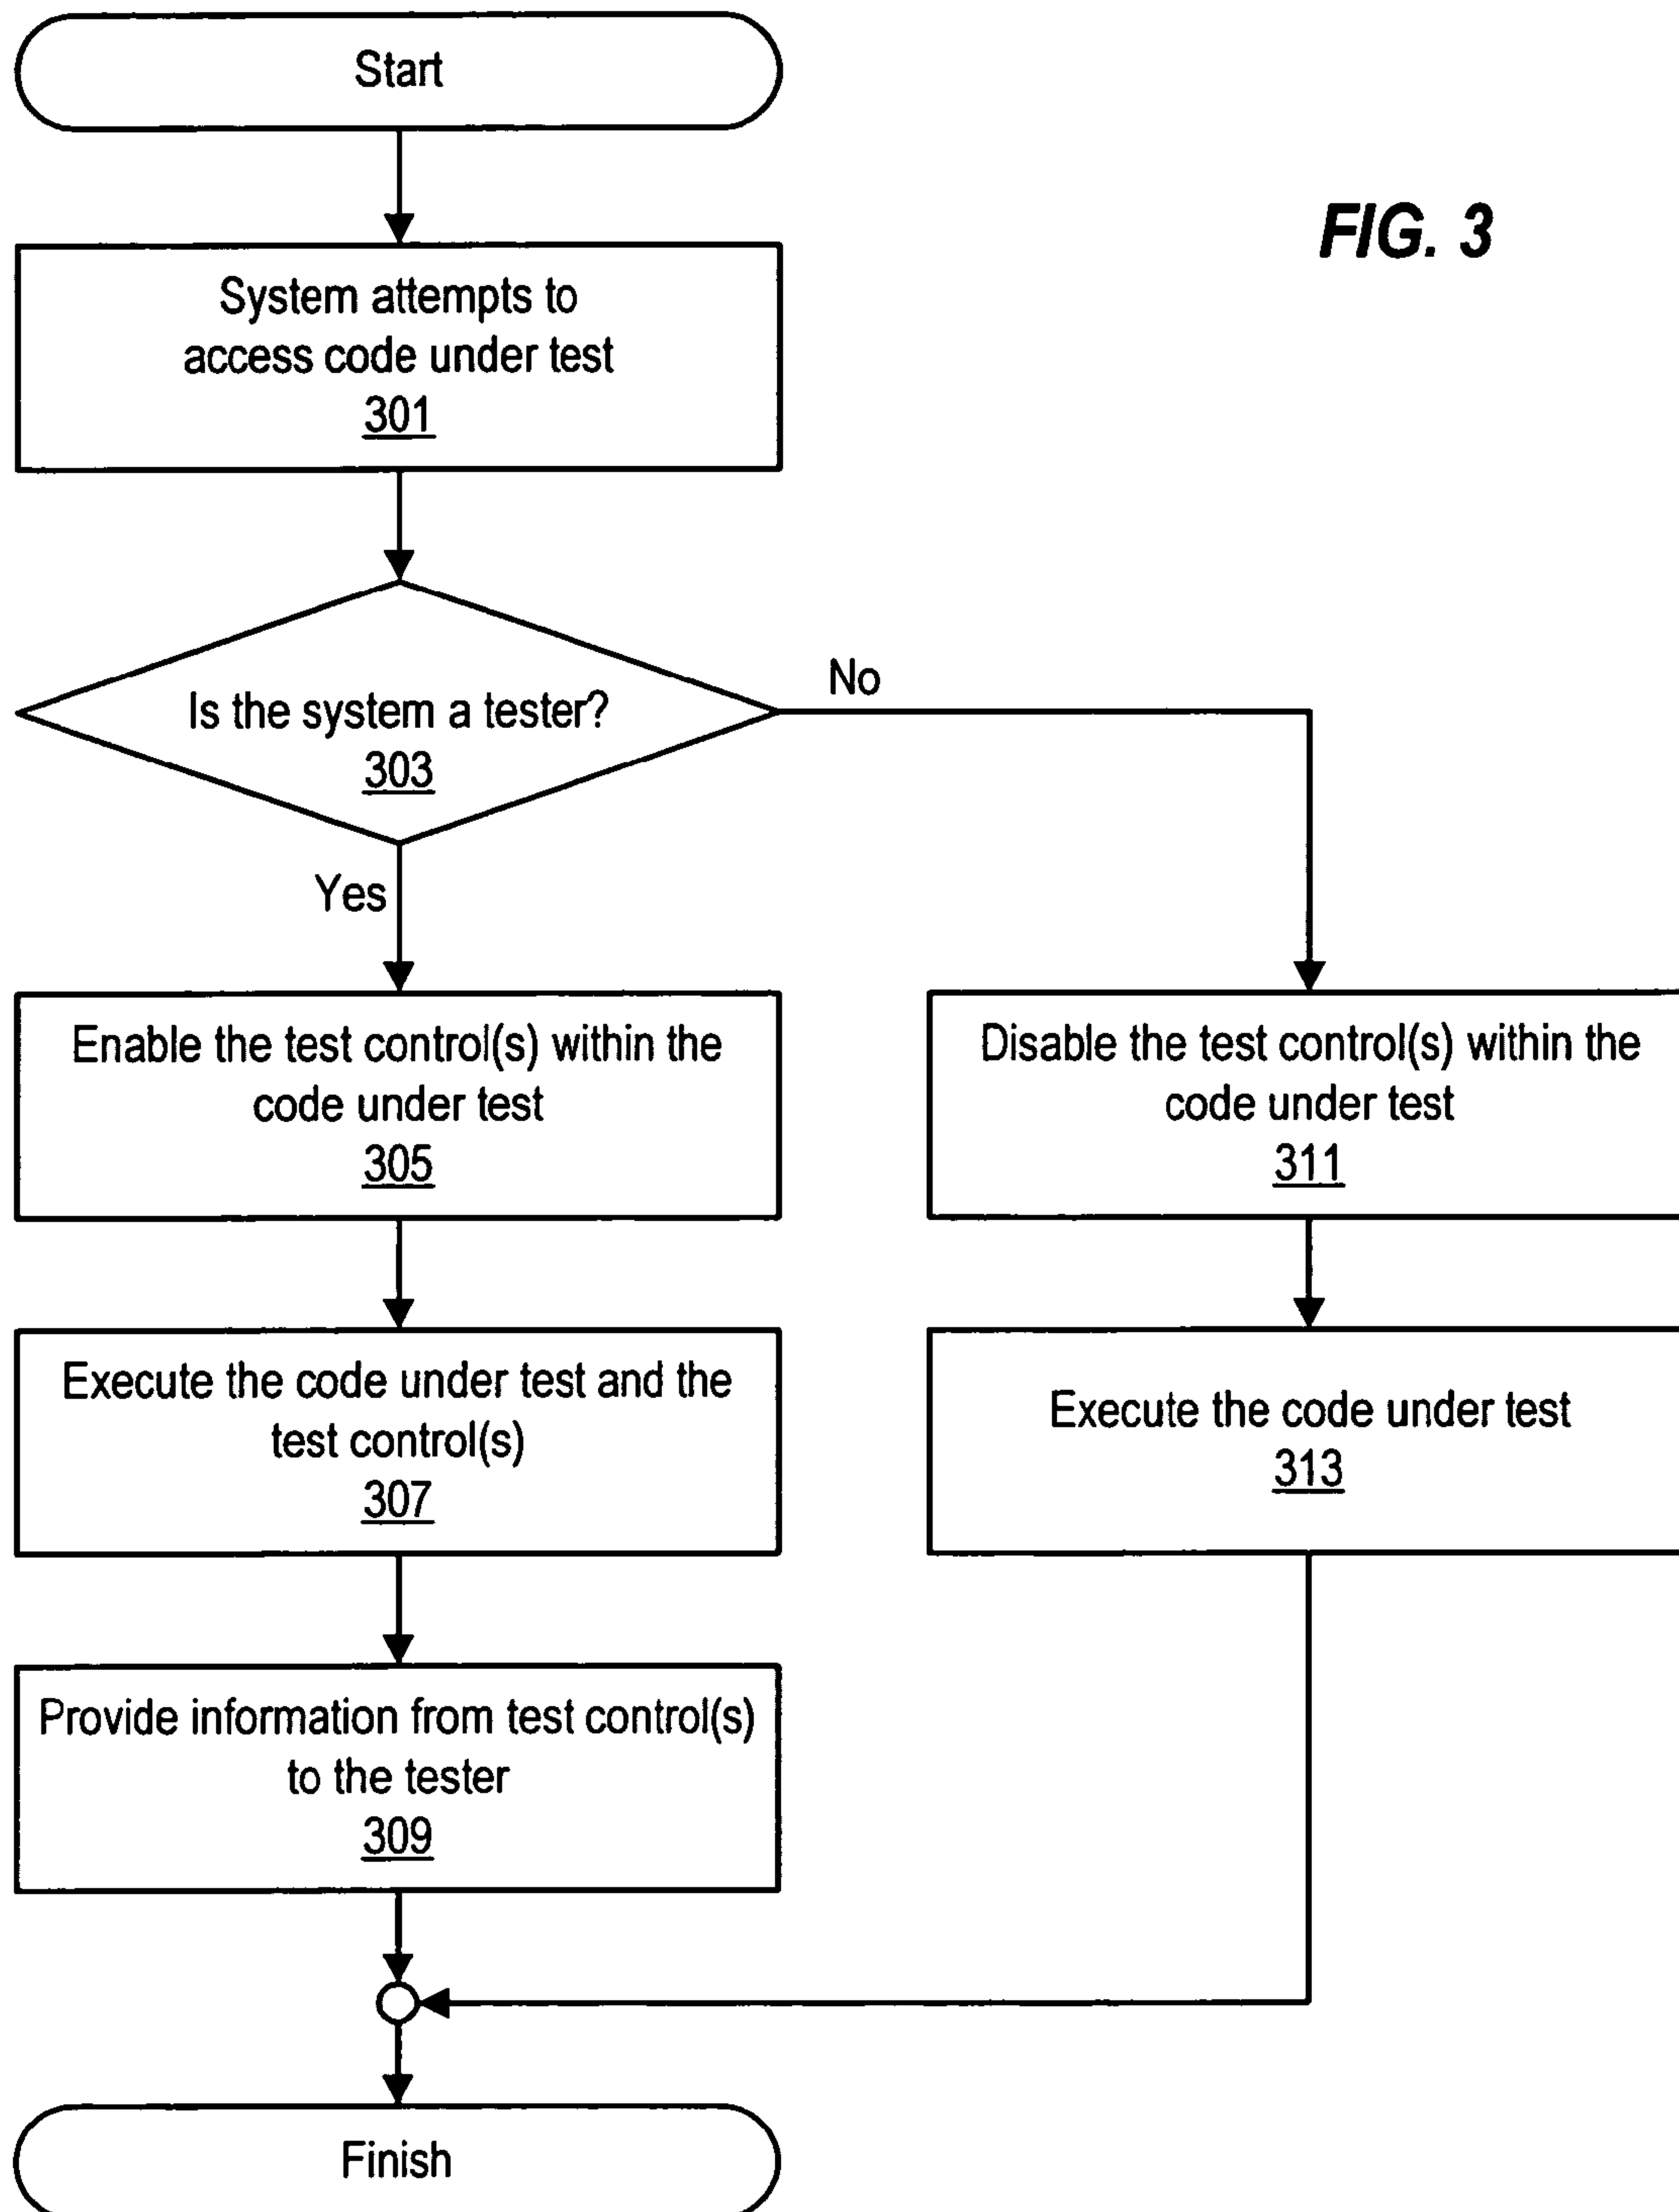 Start
FIG. 3
System attempts to
access code under test
301
Is the system a tester?
303
No
Yes
Enable the test control(s) within the
code under test
305
Disable the test control(s) within the
code under test
311
Execute the code under test and the
test control(s)
307
Execute the code under test
313
Provide information from test control(s)
to the tester
309
Finish